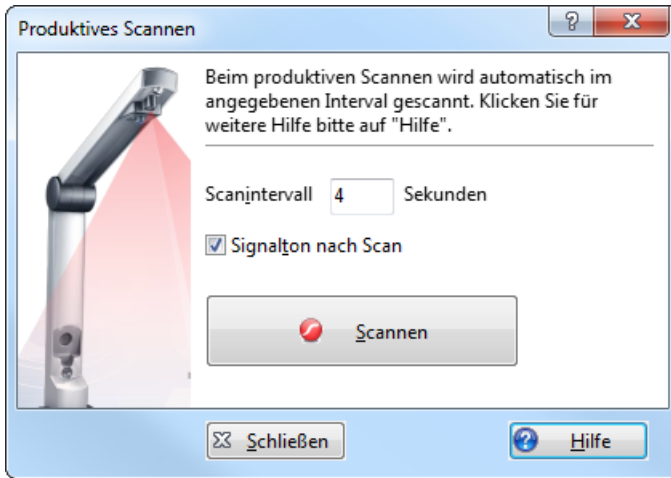 Produktives Scannen
Beim produktiven Scannen wird automatisch im
angegebenen Interval gescannt. Klicken Sie für
weitere Hilfe bitte auf "Hilfe".
Scanintervall 4 Sekunden
Signalton nach Scan
Scannen
Schließen Hilfe